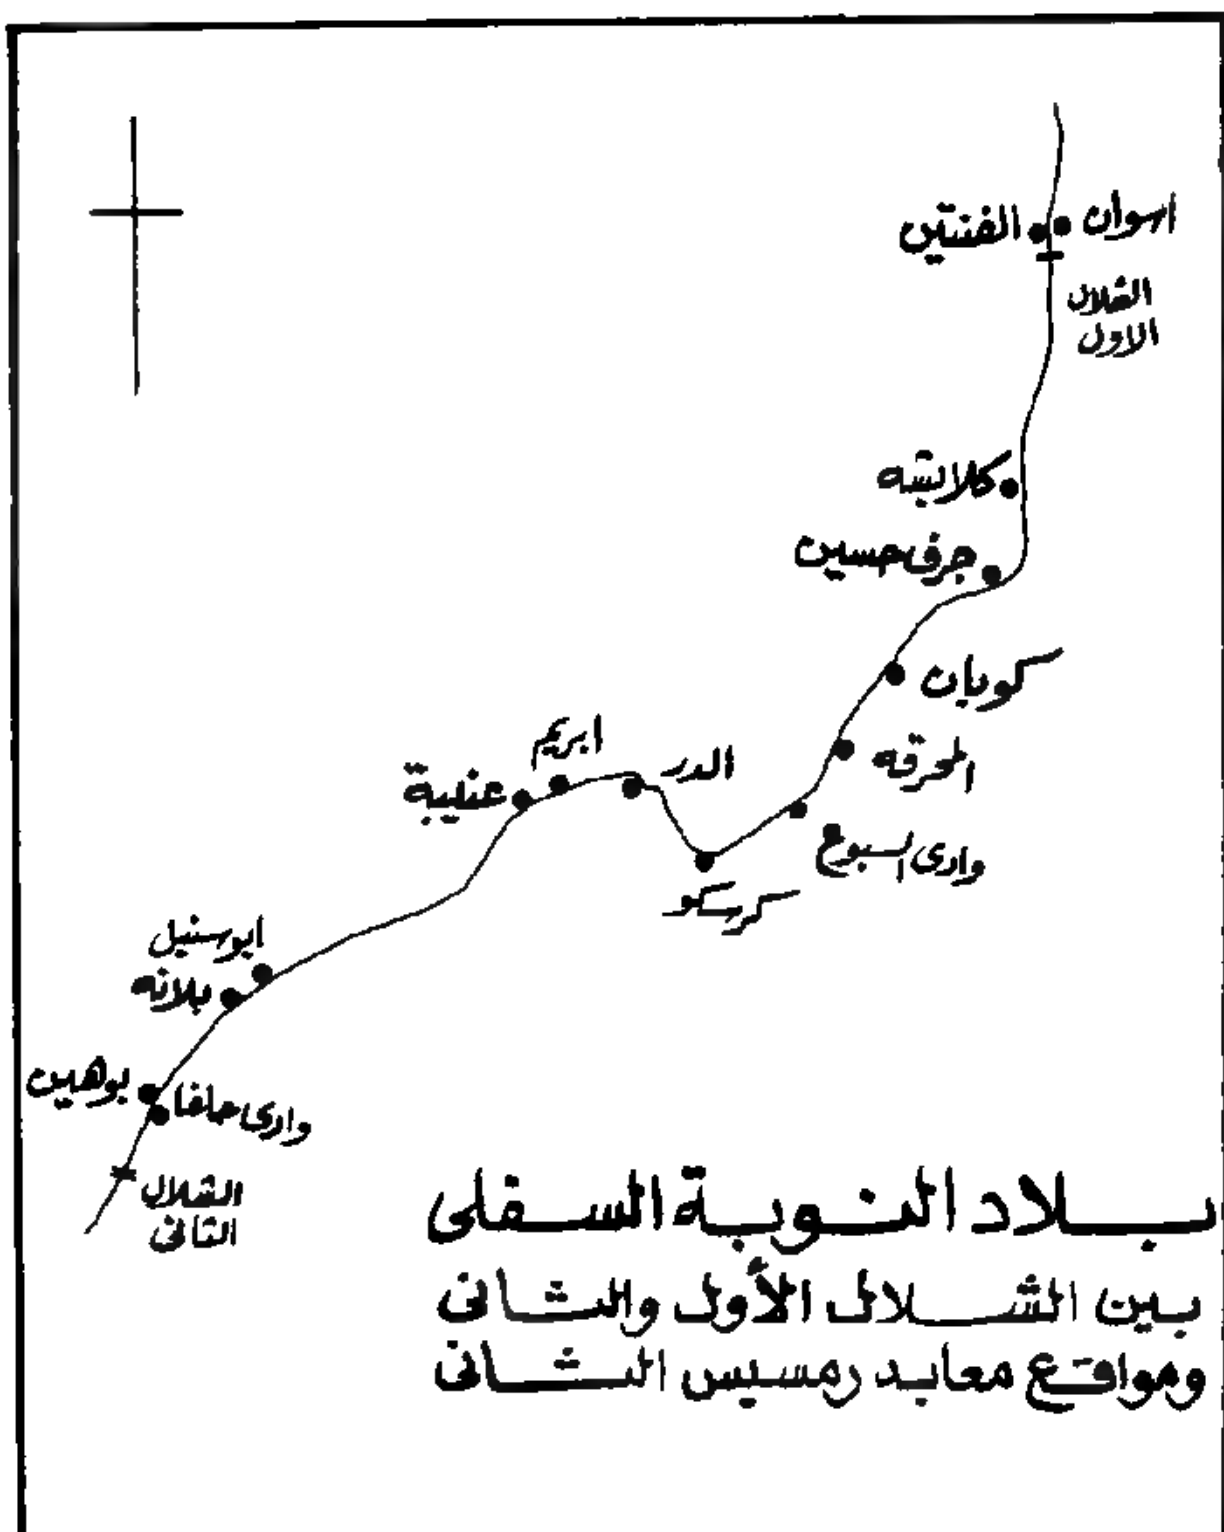 اسوان
الفنتين
الشلال
الاول
كلابشه
جرف حسين
كوبان
المحرقه
وادى السبوع
كرسكو
الدر
ابريم
عنيبة
ابوسنبل
بلانه
بوهين
وادى حلفا
الشلال
الثانى
بلاد النوبة السفلى
بين الشلال الأول والثانى
ومواقع معابد رمسيس الثانى